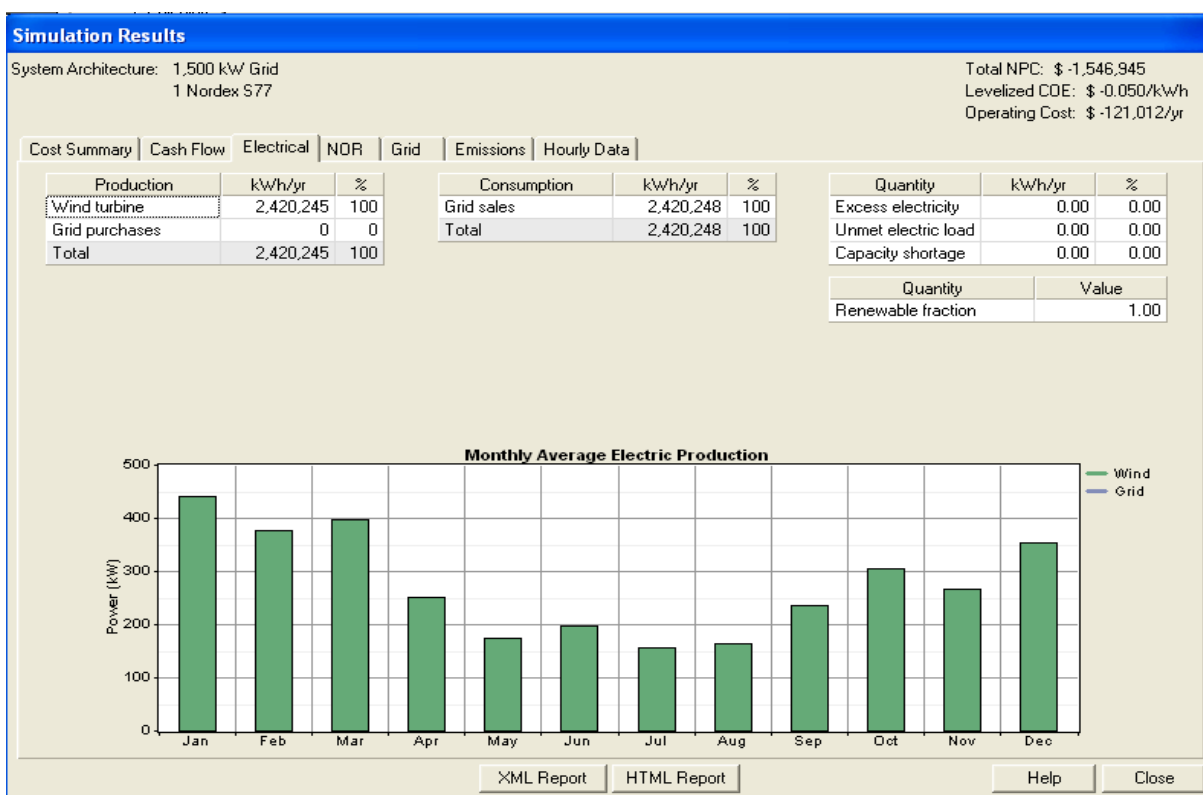 Simulation Results
System Architecture: 1,500 kW Grid
1 Nordex S77
Total NPC: $ -1,546,945
Levelized COE: $ -0.050/kWh
Operating Cost: $ -121,012/yr
Cost Summary Cash Flow Electrical NOR Grid Emissions Hourly Data
Production kWh/yr %
Wind turbine 2,420,245 100
Grid purchases 0 0
Total 2,420,245 100
Consumption kWh/yr %
Grid sales 2,420,248 100
Total 2,420,248 100
Quantity kWh/yr %
Excess electricity 0.00 0.00
Unmet electric load 0.00 0.00
Capacity shortage 0.00 0.00
Quantity Value
Renewable fraction 1.00
Monthly Average Electric Production
Wind
Grid
Power (kW)
500
400
300
200
100
0
Jan Feb Mar Apr May Jun Jul Aug Sep Oct Nov Dec
XML Report HTML Report Help Close